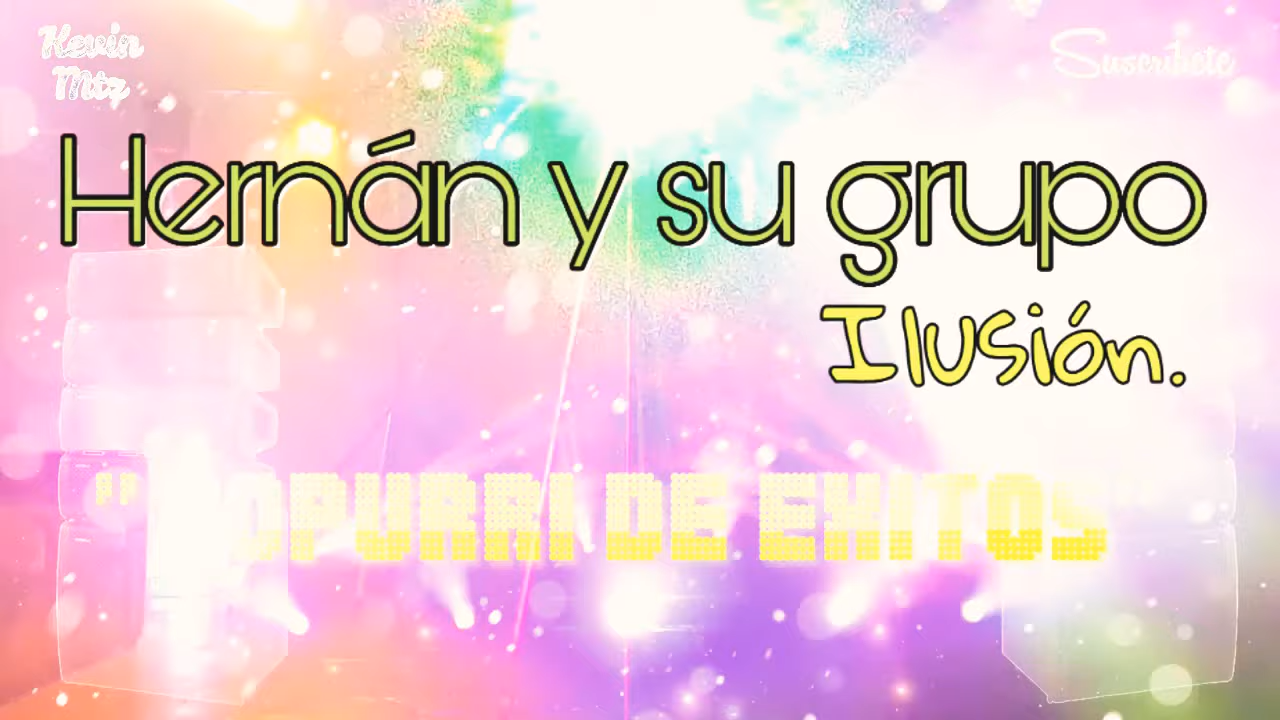 Kevin
Mtz
Suscríbete
Hernán y su grupo
Ilusión.
"POPURRI DE EXITOS"